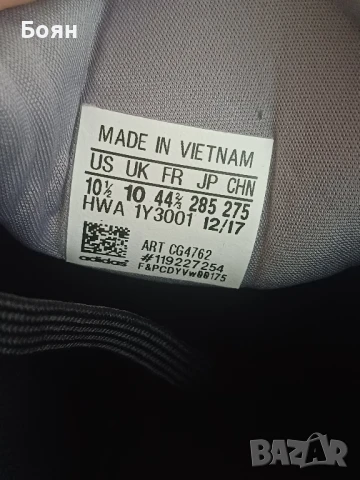 Боян
MADE IN VIETNAM
US UK FR JP CHN
10½ 10 44⅔ 285 275
HWA 1Y3001 12/17
ART CG4762
#119227254
adidas F&PCDYVw00175
BAZAR